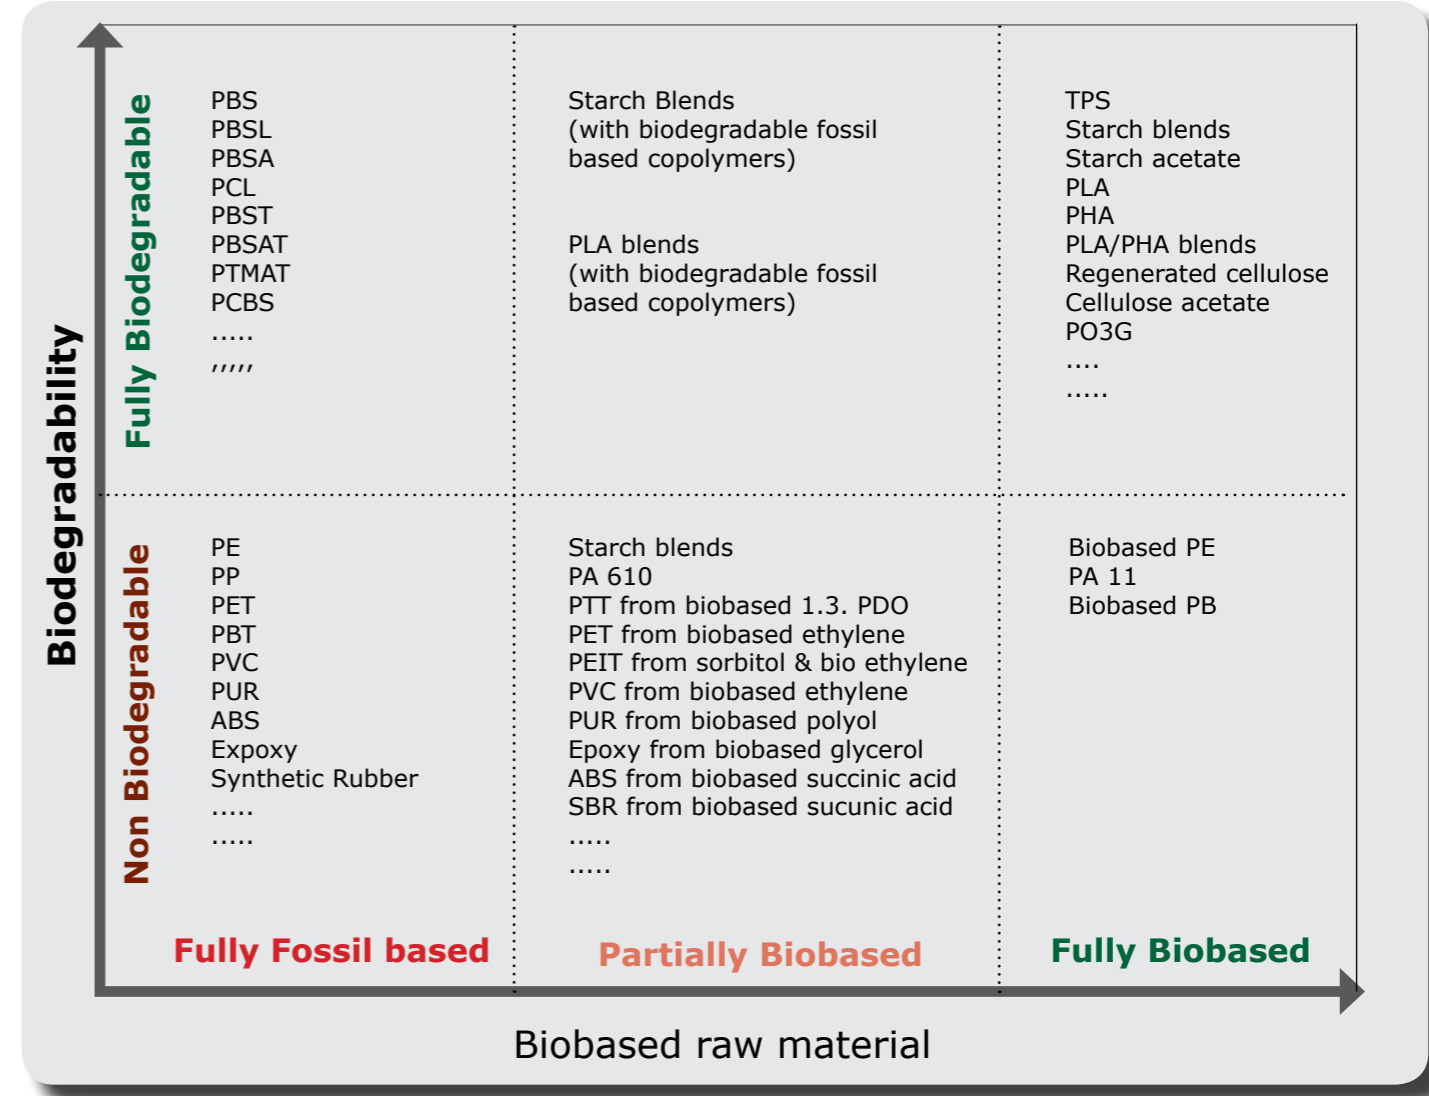 Biodegradability
Fully Biodegradable
PBS
PBSL
PBSA
PCL
PBST
PBSAT
PTMAT
PCBS
.....
,,,,,
Starch Blends
(with biodegradable fossil
based copolymers)
PLA blends
(with biodegradable fossil
based copolymers)
TPS
Starch blends
Starch acetate
PLA
PHA
PLA/PHA blends
Regenerated cellulose
Cellulose acetate
PO3G
....
.....
Non Biodegradable
PE
PP
PET
PBT
PVC
PUR
ABS
Expoxy
Synthetic Rubber
.....
.....
Starch blends
PA 610
PTT from biobased 1.3. PDO
PET from biobased ethylene
PEIT from sorbitol & bio ethylene
PVC from biobased ethylene
PUR from biobased polyol
Epoxy from biobased glycerol
ABS from biobased succinic acid
SBR from biobased sucunic acid
.....
.....
Biobased PE
PA 11
Biobased PB
Fully Fossil based
Partially Biobased
Fully Biobased
Biobased raw material